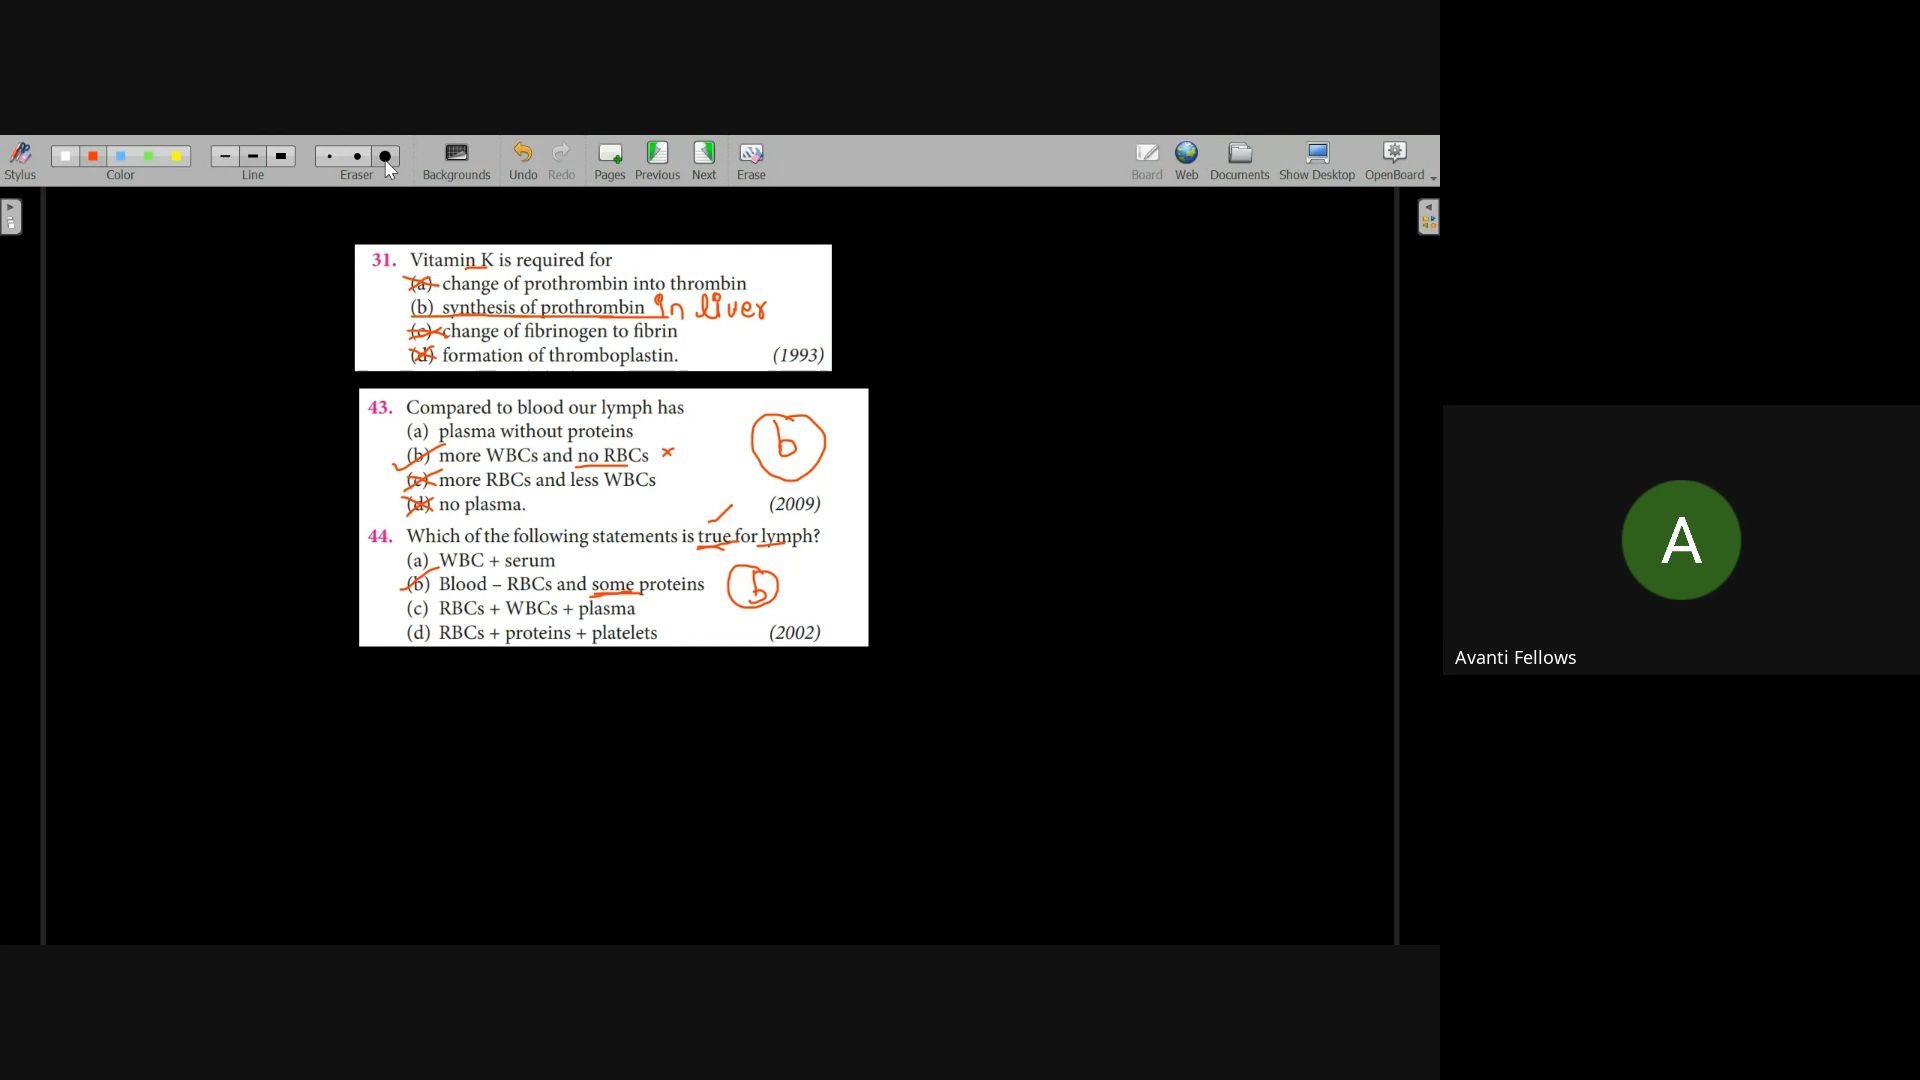 Stylus Color Line Eraser Backgrounds Undo Redo Pages Previous Next Erase Board Web Documents Show Desktop OpenBoard
31. Vitamin K is required for
(a) change of prothrombin into thrombin
(b) synthesis of prothrombin in liver
(c) change of fibrinogen to fibrin
(d) formation of thromboplastin. (1993)
43. Compared to blood our lymph has
(a) plasma without proteins
b
(b) more WBCs and no RBCs ×
(c) more RBCs and less WBCs
(d) no plasma. (2009)
44. Which of the following statements is true for lymph?
(a) WBC + serum
(b) Blood – RBCs and some proteins b
(c) RBCs + WBCs + plasma
(d) RBCs + proteins + platelets (2002)
A
Avanti Fellows